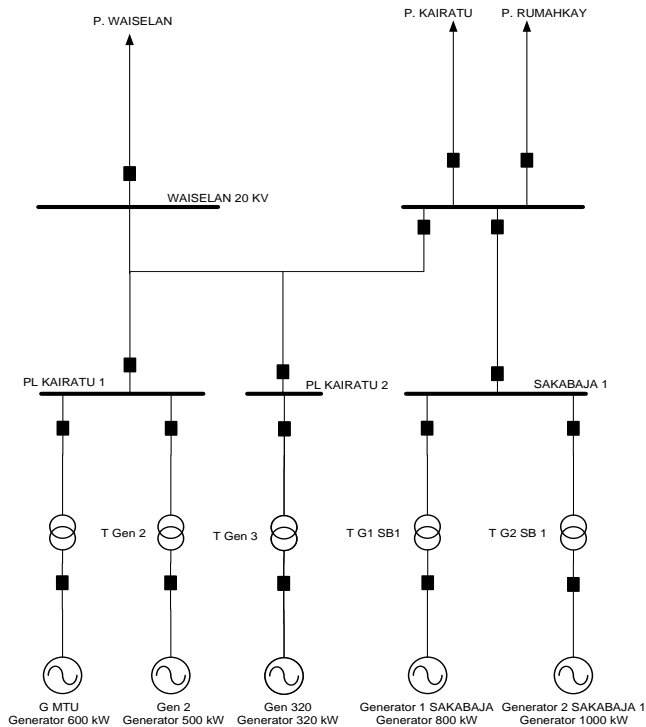 P. WAISELAN
P. KAIRATU
P. RUMAHKAY
WAISELAN 20 KV
PL KAIRATU 1
PL KAIRATU 2
SAKABAJA 1
T Gen 2
T Gen 3
T G1 SB1
T G2 SB 1
G MTU
Generator 600 kW
Gen 2
Generator 500 kW
Gen 320
Generator 320 kW
Generator 1 SAKABAJA
Generator 800 kW
Generator 2 SAKABAJA 1
Generator 1000 kW